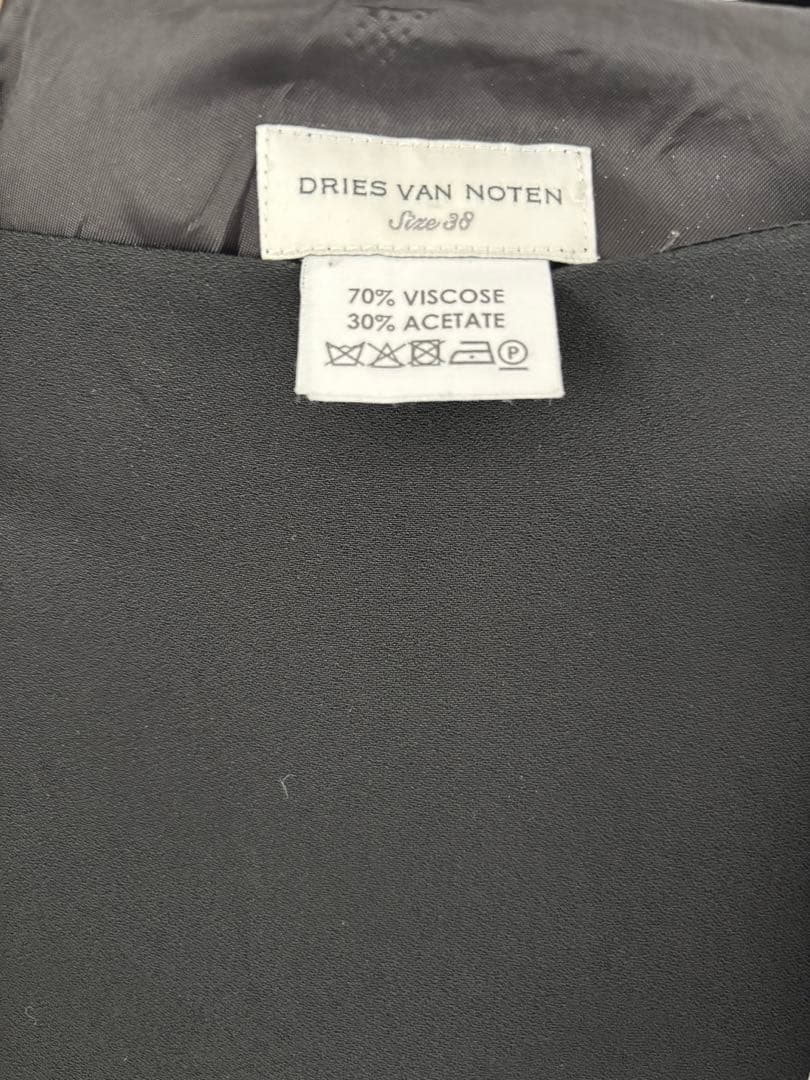 DRIES VAN NOTEN
Size 38
70% VISCOSE
30% ACETATE
P